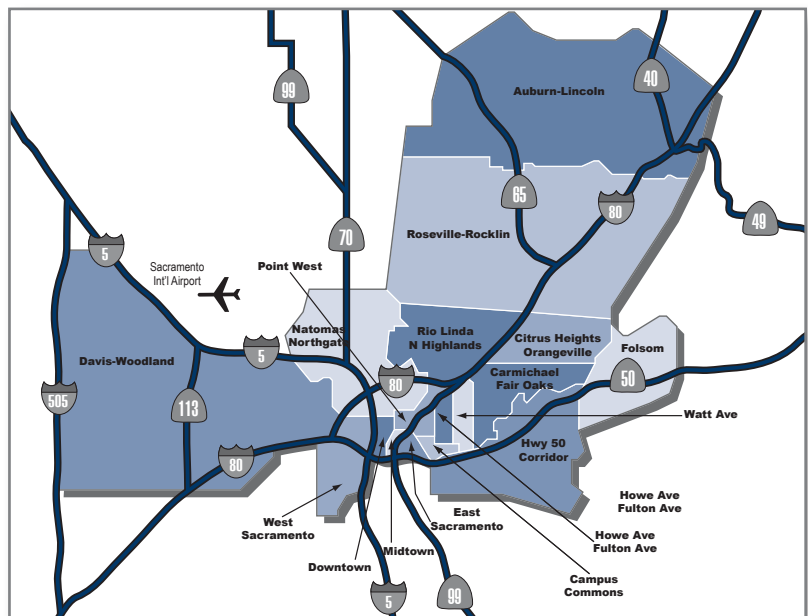 40
Auburn-Lincoln
99
65
80
49
70
Roseville-Rocklin
5
Sacramento
Int'l Airport
Point West
Natomas
Northgate
Rio Linda
N Highlands
Citrus Heights
Orangeville
Folsom
5
Davis-Woodland
80
Carmichael
Fair Oaks
50
505
113
Watt Ave
Hwy 50
Corridor
80
Howe Ave
Fulton Ave
West
Sacramento
East
Sacramento
Howe Ave
Fulton Ave
Midtown
Downtown
Campus
Commons
5
99